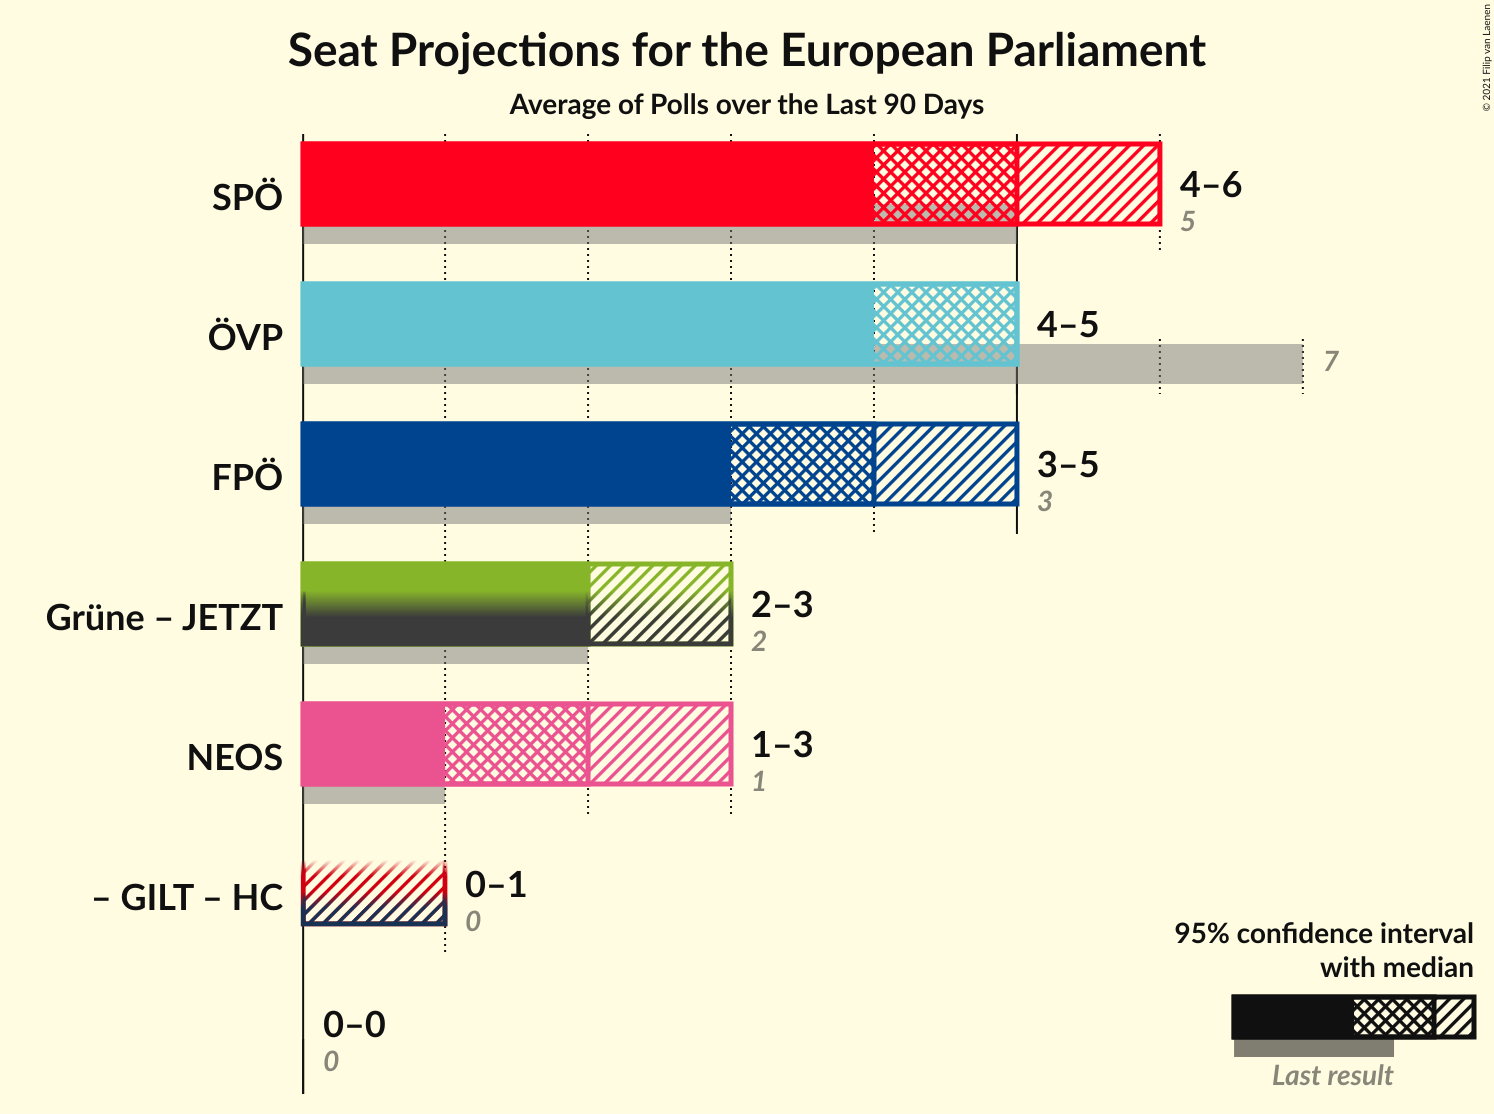 Seat Projections for the European Parliament
Average of Polls over the Last 90 Days
© 2021 Filip van Laenen
SPÖ
4–6
5
ÖVP
4–5
7
FPÖ
3–5
3
Grüne – JETZT
2–3
2
NEOS
1–3
1
– GILT – HC
0–1
0
0–0
0
95% confidence interval
with median
Last result